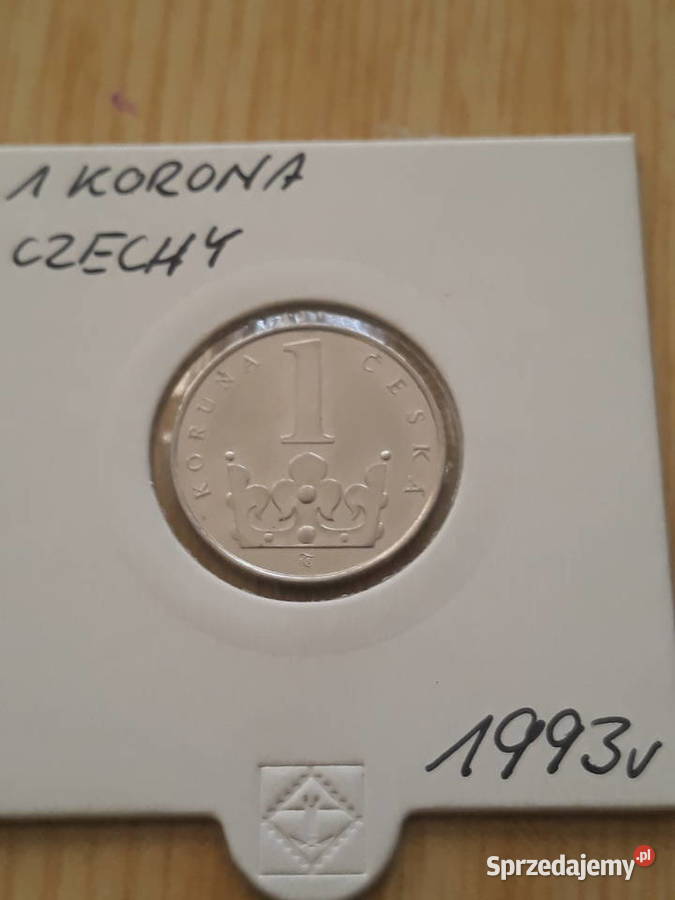 1 KORONA
CZECHY
1
KORUNA ČESKÁ
1993r
Sprzedajemy.pl